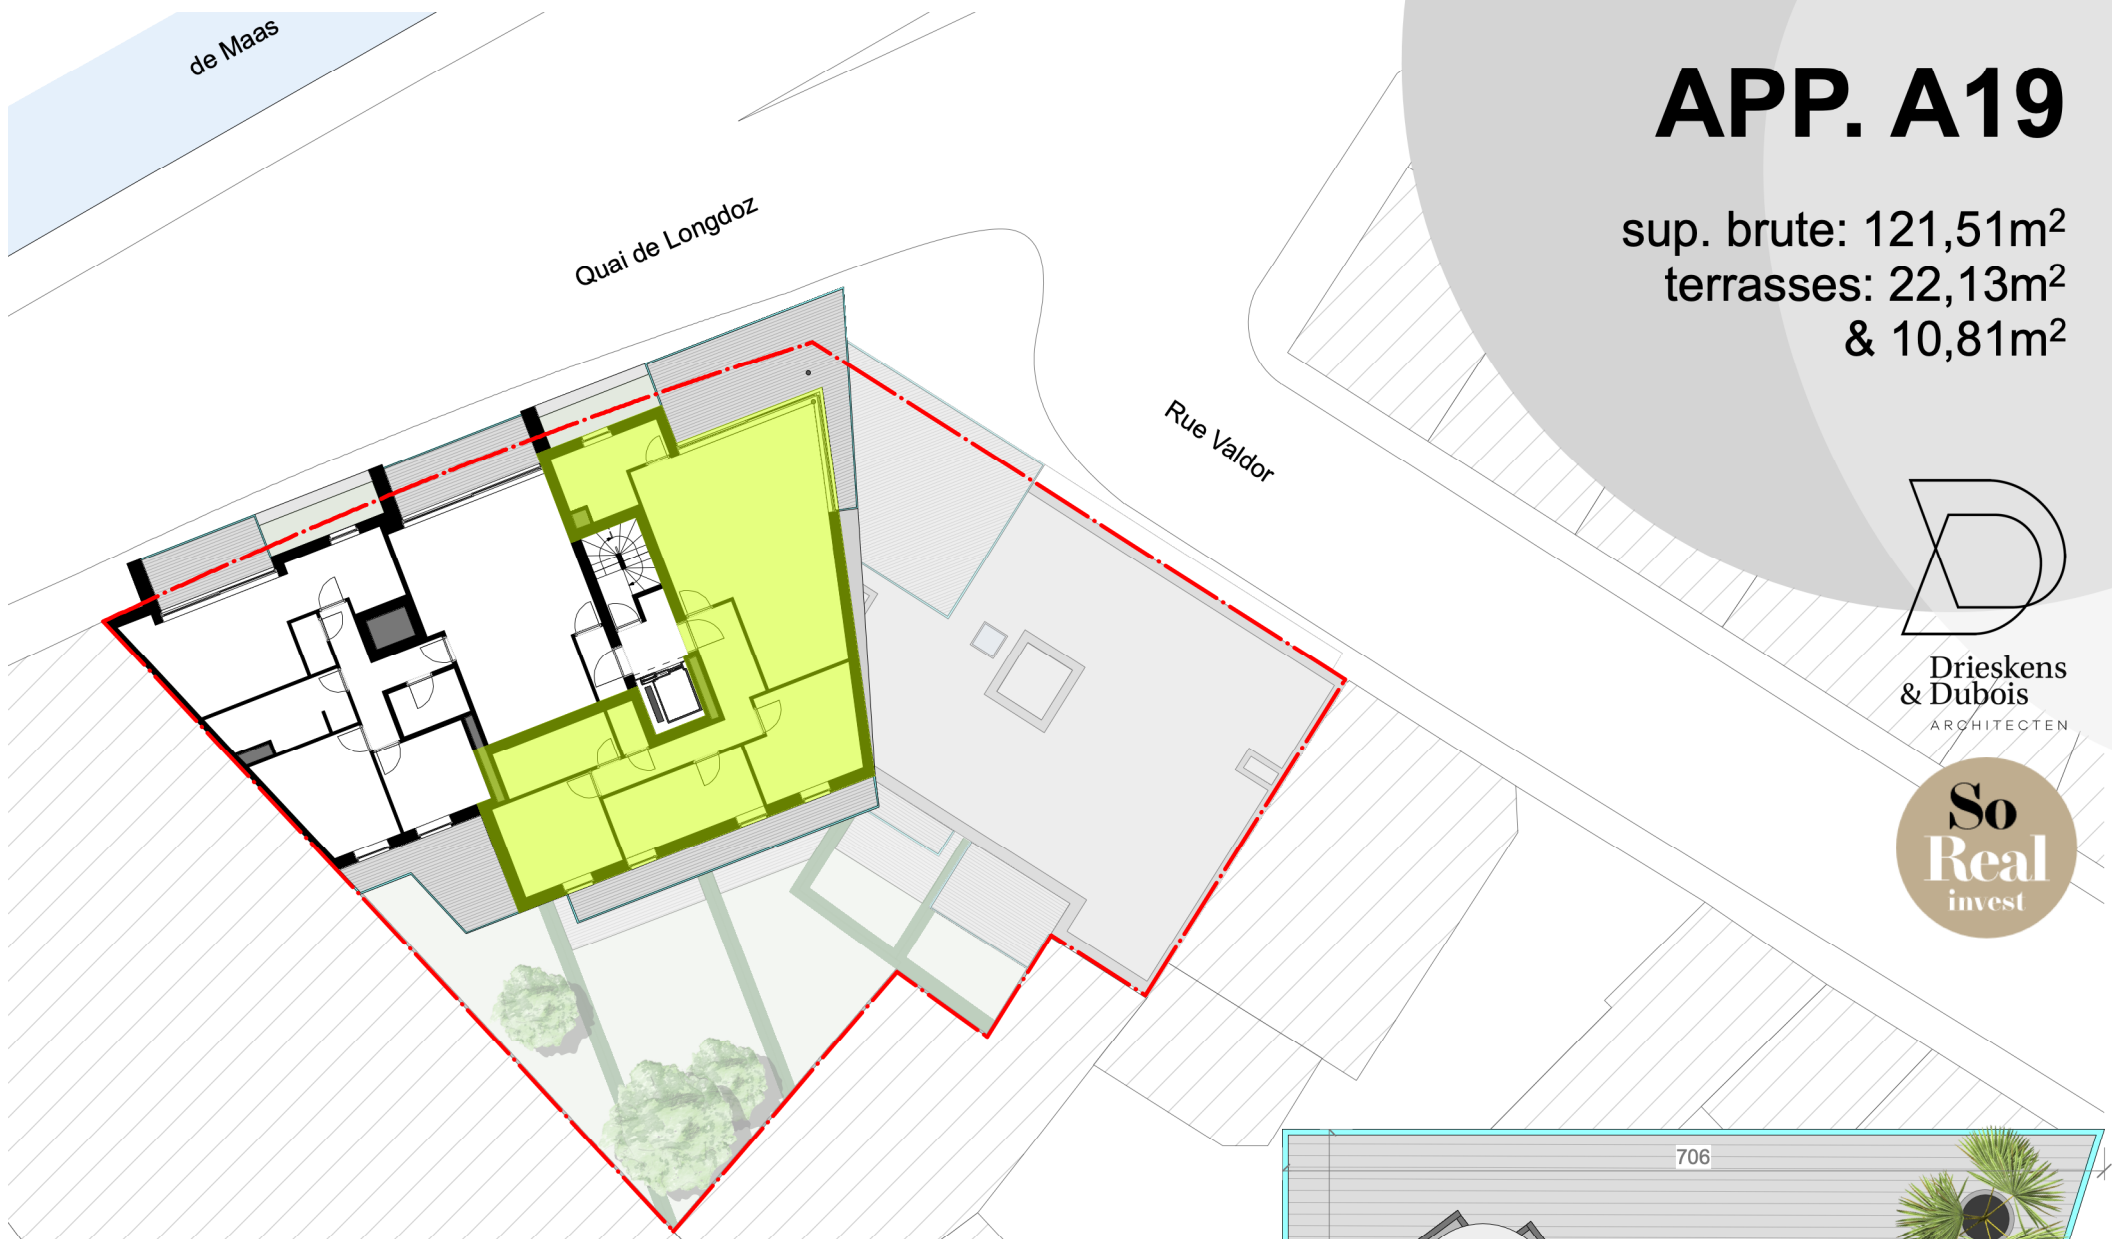 de Maas
Quai de Longdoz
Rue Valdor
APP. A19
sup. brute: 121,51m²
terrasses: 22,13m²
& 10,81m²
Drieskens
& Dubois
ARCHITECTEN
So
Real
invest
706